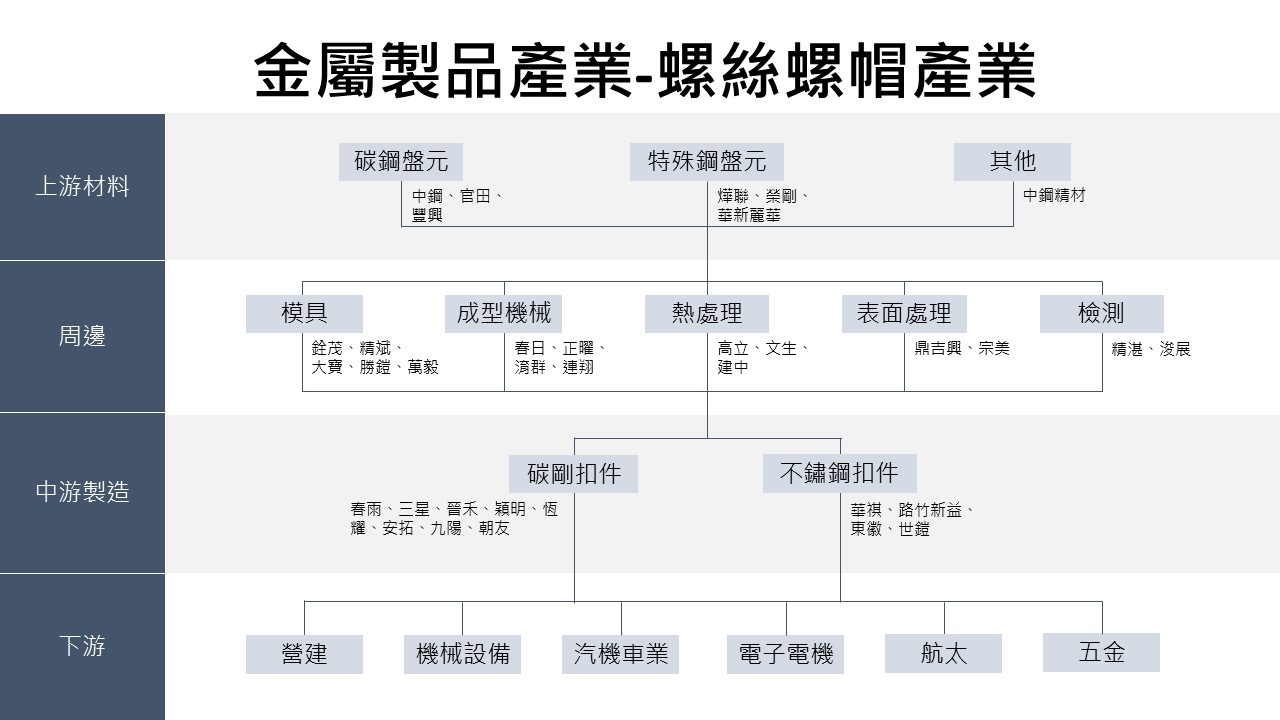 金屬製品產業-螺絲螺帽產業
上游材料
碳鋼盤元
特殊鋼盤元
其他
中鋼、官田、
豐興
燁聯、榮剛、
華新麗華
中鋼精材
周邊
模具
成型機械
熱處理
表面處理
檢測
銓茂、精斌、
大寶、勝鎧、萬毅
春日、正曜、
淯群、連翔
高立、文生、
建中
鼎吉興、宗美
精湛、浚展
中游製造
碳剛扣件
不鏽鋼扣件
春雨、三星、晉禾、穎明、恆
耀、安拓、九陽、朝友
華祺、路竹新益、
東徽、世鎧
下游
營建
機械設備
汽機車業
電子電機
航太
五金